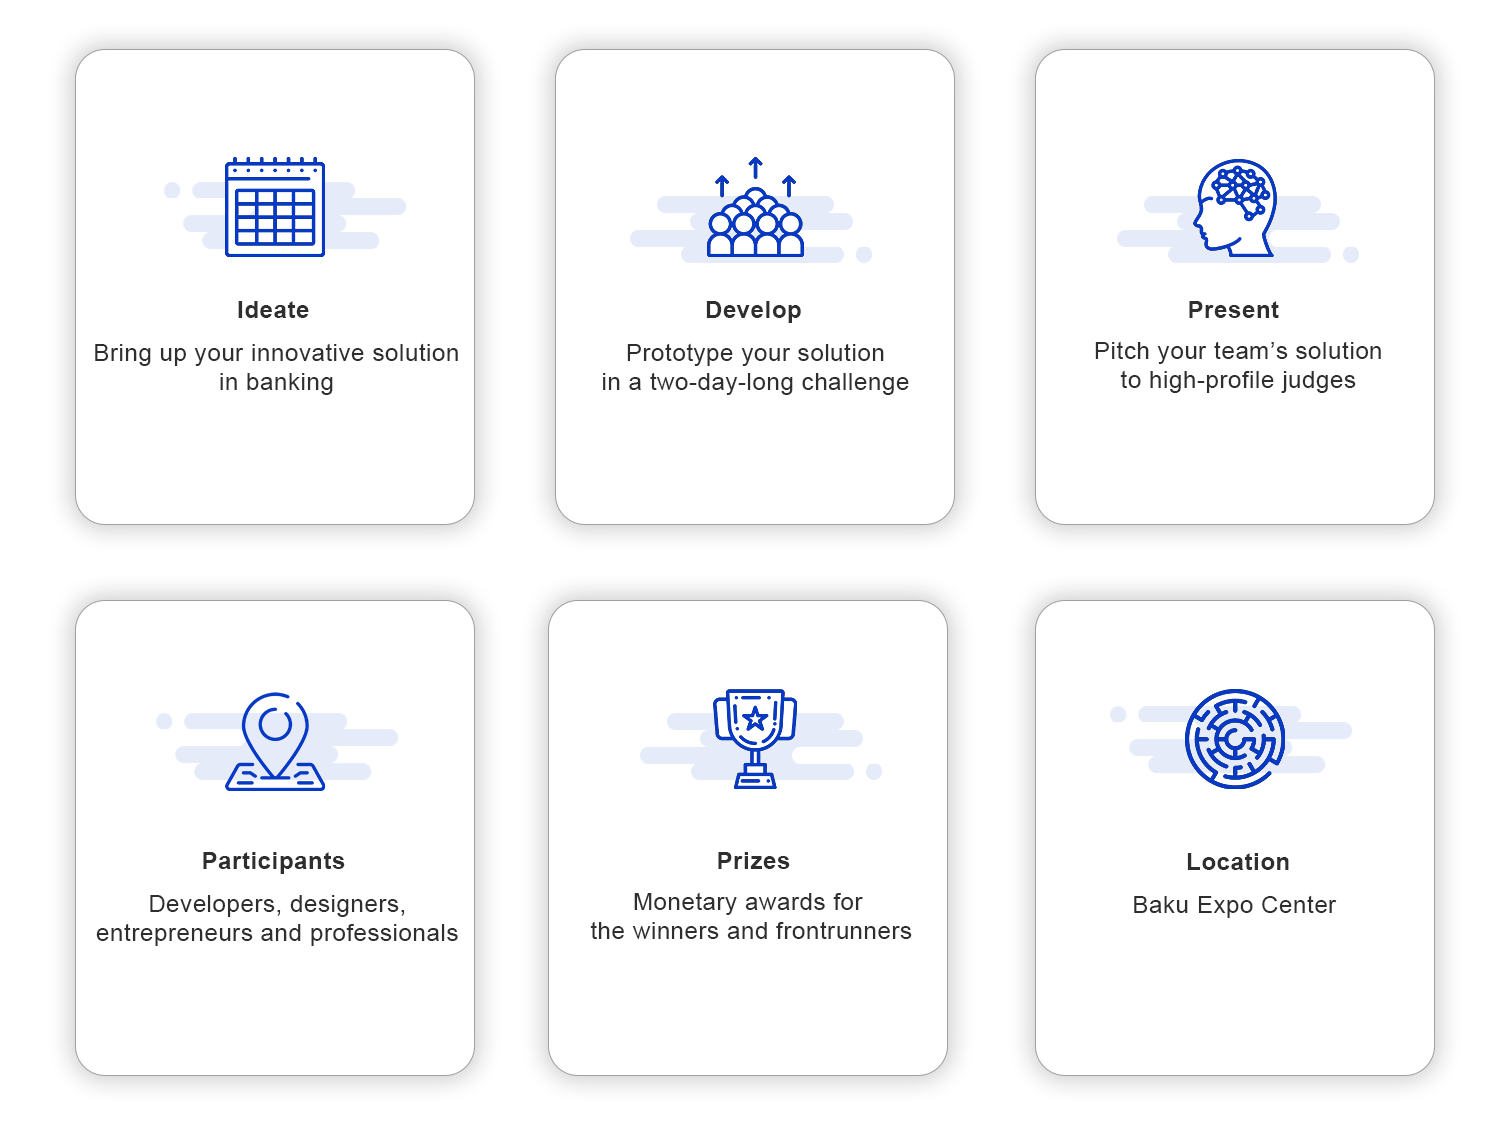 Ideate
Bring up your innovative solution
in banking
Develop
Prototype your solution
in a two-day-long challenge
Present
Pitch your team’s solution
to high-profile judges
Participants
Developers, designers,
entrepreneurs and professionals
Prizes
Monetary awards for
the winners and frontrunners
Location
Baku Expo Center